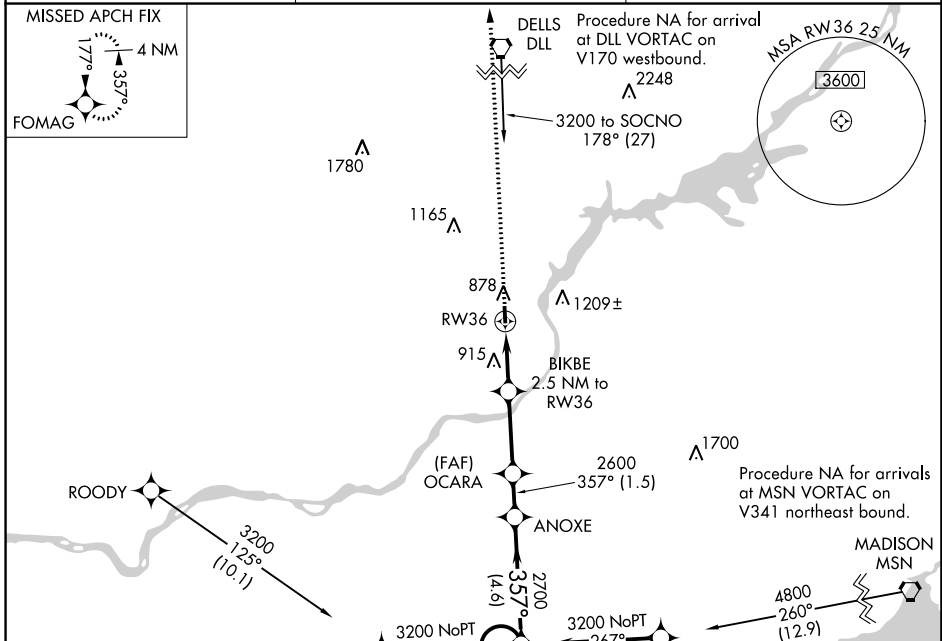 MISSED APCH FIX
4 NM
177°
357°
FOMAG
DELLS
DLL
Procedure NA for arrival
at DLL VORTAC on
V170 westbound.
2248
MSA RW36 25 NM
3600
3200 to SOCNO
178° (27)
1780
1165
878
1209±
RW36
915
BIKBE
2.5 NM to
RW36
(FAF)
OCARA
2600
357° (1.5)
1700
ROODY
ANOXE
Procedure NA for arrivals
at MSN VORTAC on
V341 northeast bound.
3200
125°
(10.1)
MADISON
MSN
2700
357°
(4.6)
4800
260°
(12.9)
3200 NoPT
3200 NoPT
267°